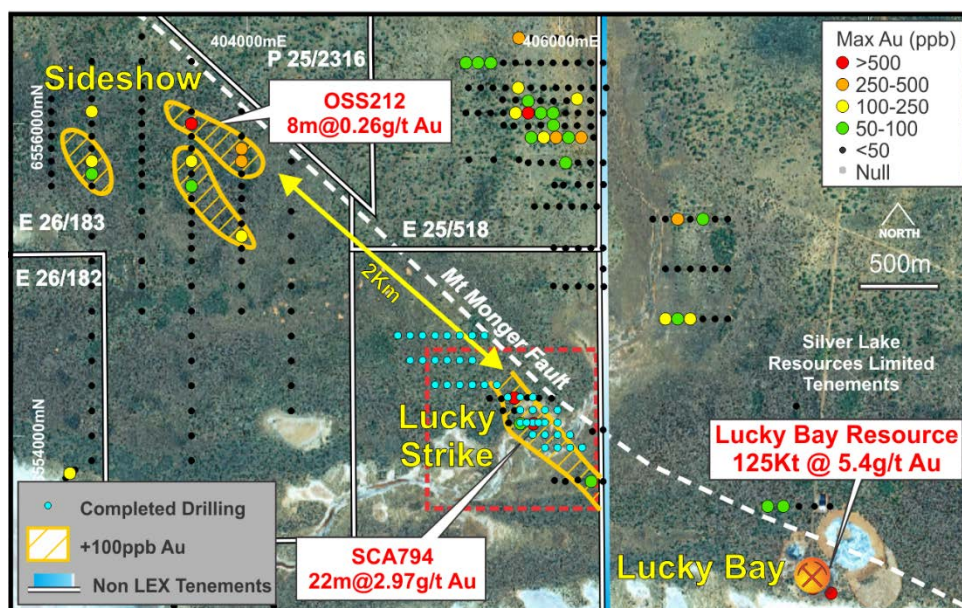 404000mE
406000mE
P 25/2316
Sideshow
OSS212
8m@0.26g/t Au
6556000mN
E 26/183
E 25/518
E 26/182
2Km
Mt Monger Fault
Max Au (ppb)
>500
250-500
100-250
50-100
<50
Null
NORTH
500m
Silver Lake
Resources Limited
Tenements
Lucky
Strike
Lucky Bay Resource
125Kt @ 5.4g/t Au
SCA794
22m@2.97g/t Au
Lucky Bay
Completed Drilling
+100ppb Au
Non LEX Tenements